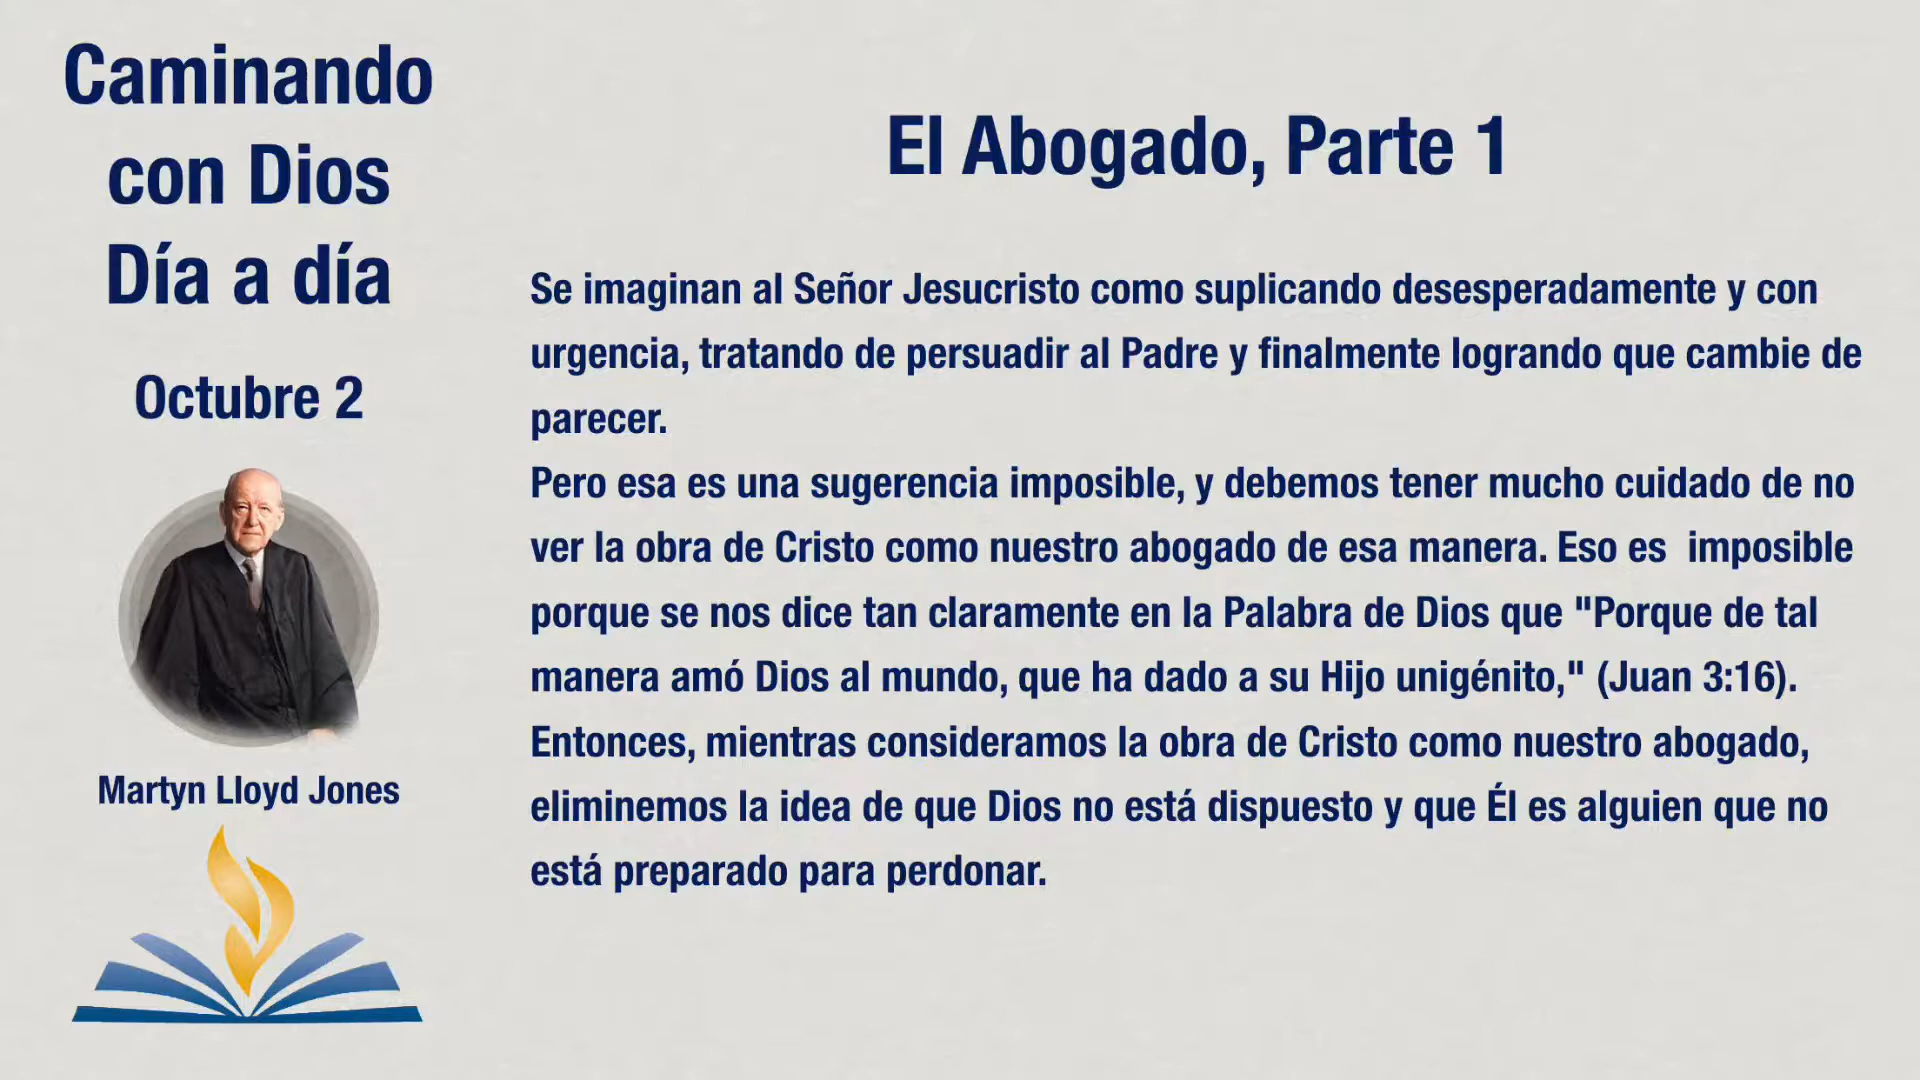 Caminando
con Dios
Día a día
Octubre 2
Martyn Lloyd Jones
El Abogado, Parte 1
Se imaginan al Señor Jesucristo como suplicando desesperadamente y con
urgencia, tratando de persuadir al Padre y finalmente logrando que cambie de
parecer.
Pero esa es una sugerencia imposible, y debemos tener mucho cuidado de no
ver la obra de Cristo como nuestro abogado de esa manera. Eso es  imposible
porque se nos dice tan claramente en la Palabra de Dios que "Porque de tal
manera amó Dios al mundo, que ha dado a su Hijo unigénito," (Juan 3:16).
Entonces, mientras consideramos la obra de Cristo como nuestro abogado,
eliminemos la idea de que Dios no está dispuesto y que Él es alguien que no
está preparado para perdonar.